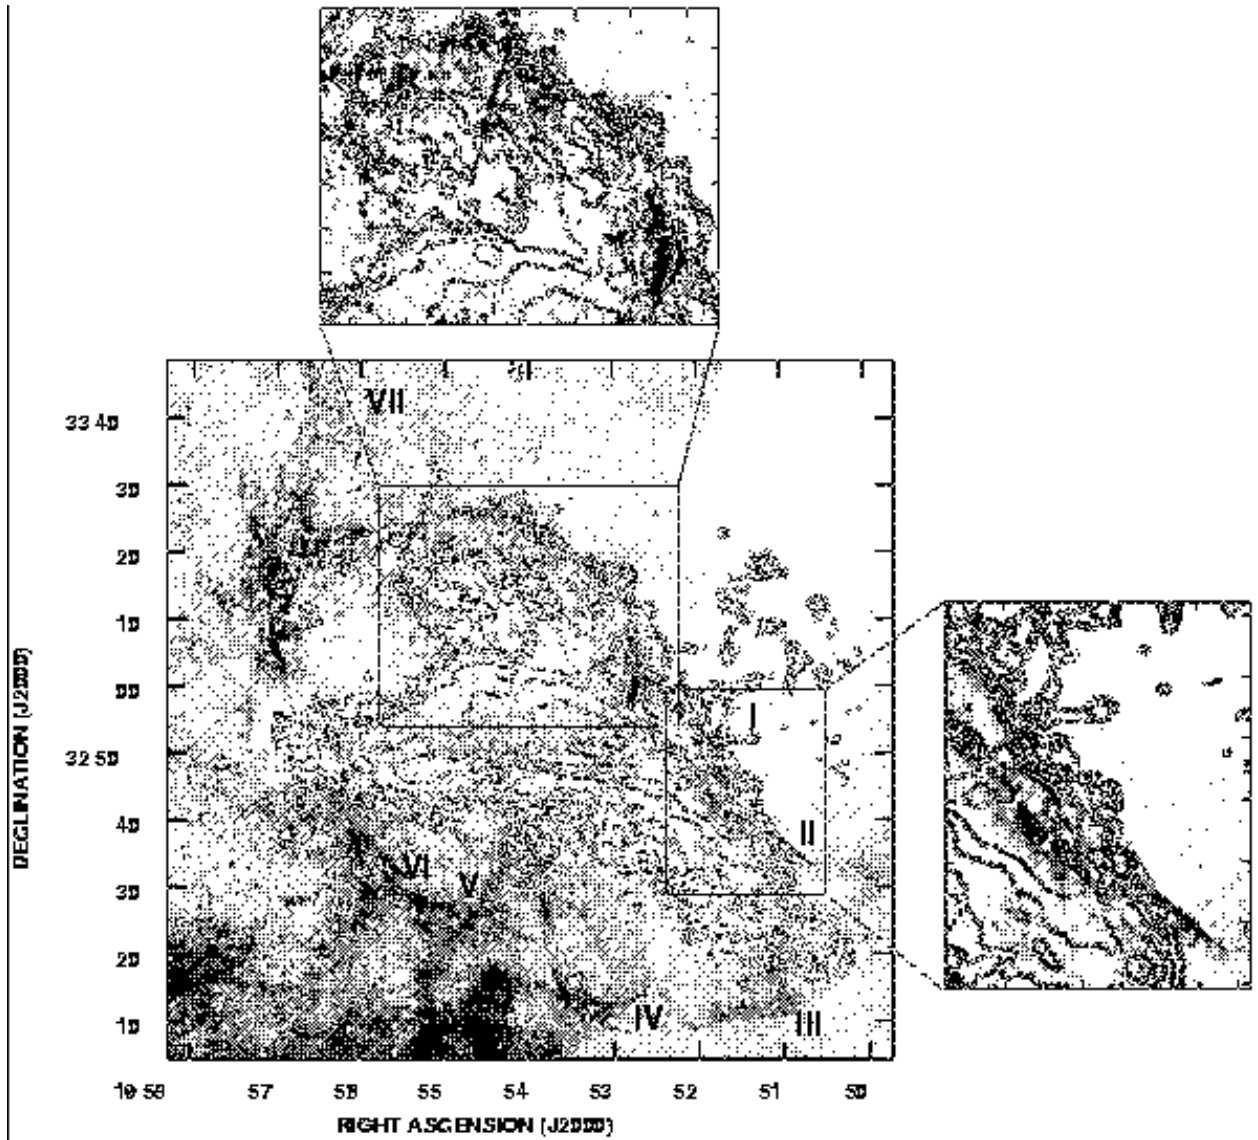 VII
33 40
30
20
10
00
32 50
40
30
20
10
I
II
VI
V
IV
III
DECLINATION (J2000)
19 58 57 56 55 54 53 52 51 50
RIGHT ASCENSION (J2000)